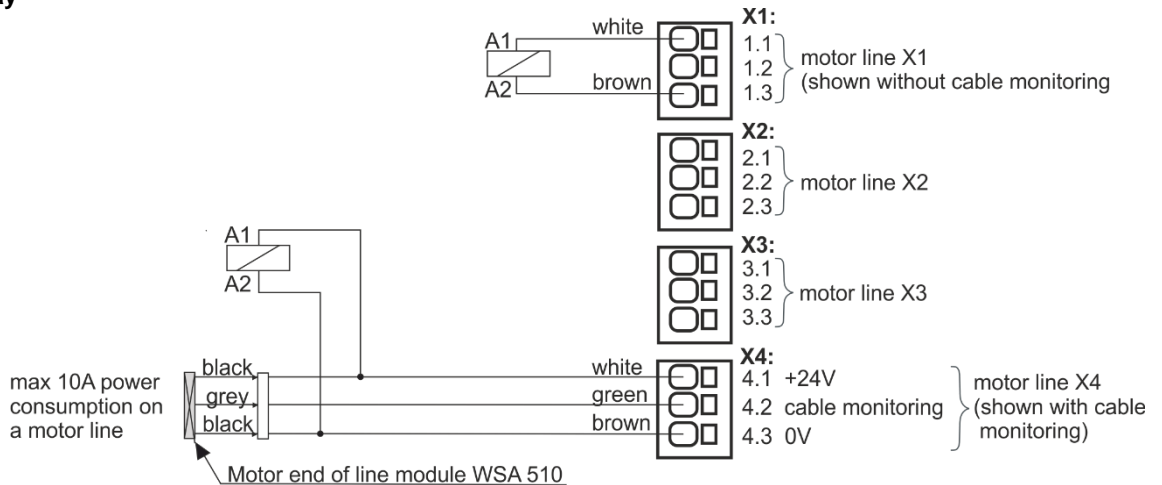 ly
X1:
white
A1
1.1
motor line X1
1.2
(shown without cable monitoring
A2
brown
1.3
X2:
2.1
2.2
motor line X2
2.3
A1
X3:
A2
3.1
3.2
motor line X3
3.3
X4:
black
white
4.1 +24V
max 10A power
consumption on
a motor line
grey
green
4.2 cable monitoring
motor line X4
(shown with cable
monitoring)
black
brown
4.3 0V
Motor end of line module WSA 510